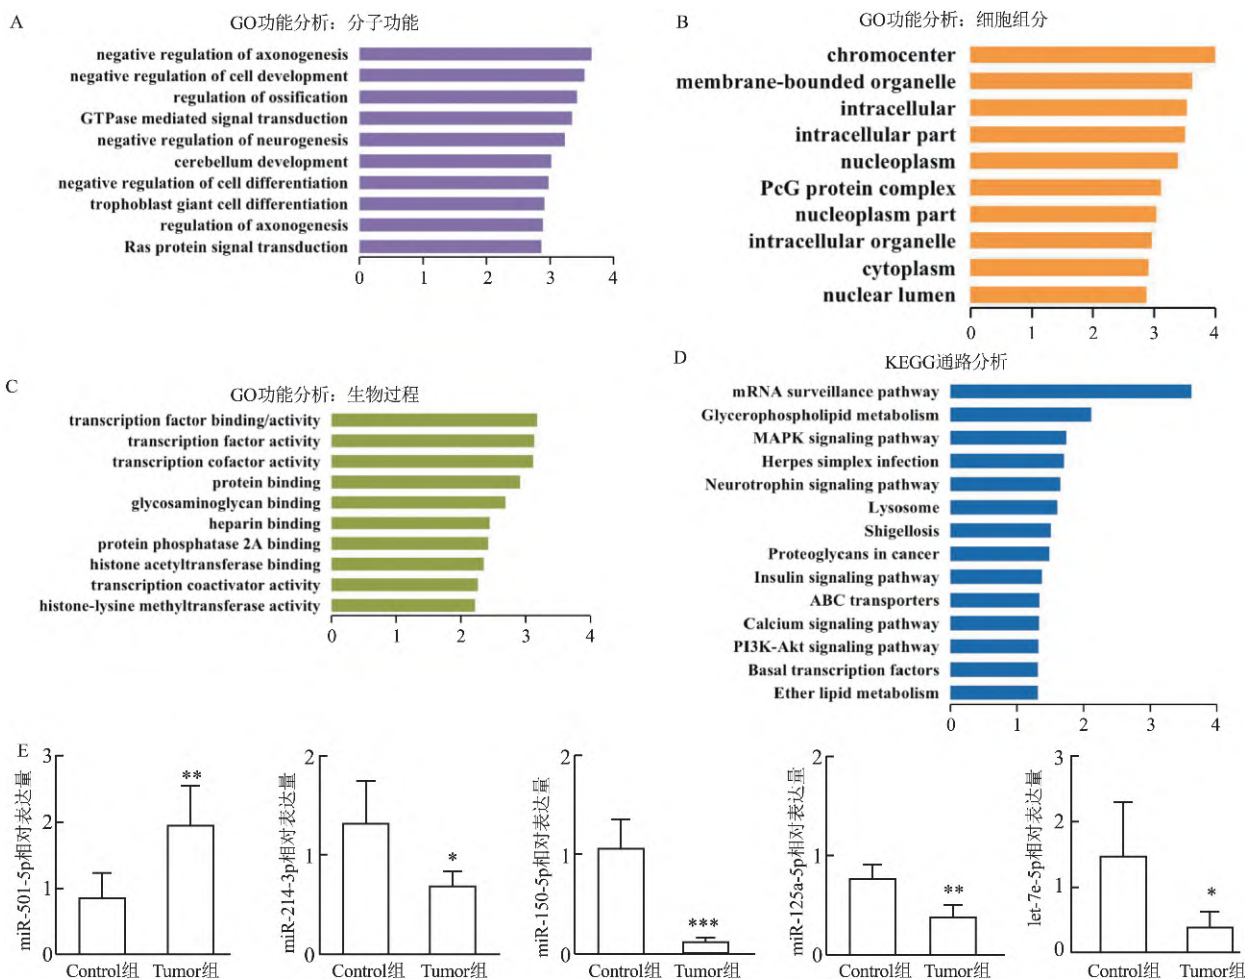 A
GO功能分析：分子功能
negative regulation of axonogenesis
negative regulation of cell development
regulation of ossification
GTPase mediated signal transduction
negative regulation of neurogenesis
cerebellum development
negative regulation of cell differentiation
trophoblast giant cell differentiation
regulation of axonogenesis
Ras protein signal transduction
0 1 2 3 4
B
GO功能分析：细胞组分
chromocenter
membrane-bounded organelle
intracellular
intracellular part
nucleoplasm
PcG protein complex
nucleoplasm part
intracellular organelle
cytoplasm
nuclear lumen
0 1 2 3 4
C
GO功能分析：生物过程
transcription factor binding/activity
transcription factor activity
transcription cofactor activity
protein binding
glycosaminoglycan binding
heparin binding
protein phosphatase 2A binding
histone acetyltransferase binding
transcription coactivator activity
histone-lysine methyltransferase activity
0 1 2 3 4
D
KEGG通路分析
mRNA surveillance pathway
Glycerophospholipid metabolism
MAPK signaling pathway
Herpes simplex infection
Neurotrophin signaling pathway
Lysosome
Shigellosis
Proteoglycans in cancer
Insulin signaling pathway
ABC transporters
Calcium signaling pathway
PI3K-Akt signaling pathway
Basal transcription factors
Ether lipid metabolism
0 1 2 3 4
E
miR-501-5p相对表达量
3
2
1
0
**
Control组 Tumor组
miR-214-3p相对表达量
2
1
0
*
Control组 Tumor组
miR-150-5p相对表达量
2
1
0
***
Control组 Tumor组
miR-125a-5p相对表达量
2
1
0
**
Control组 Tumor组
let-7e-5p相对表达量
3
2
1
0
*
Control组 Tumor组